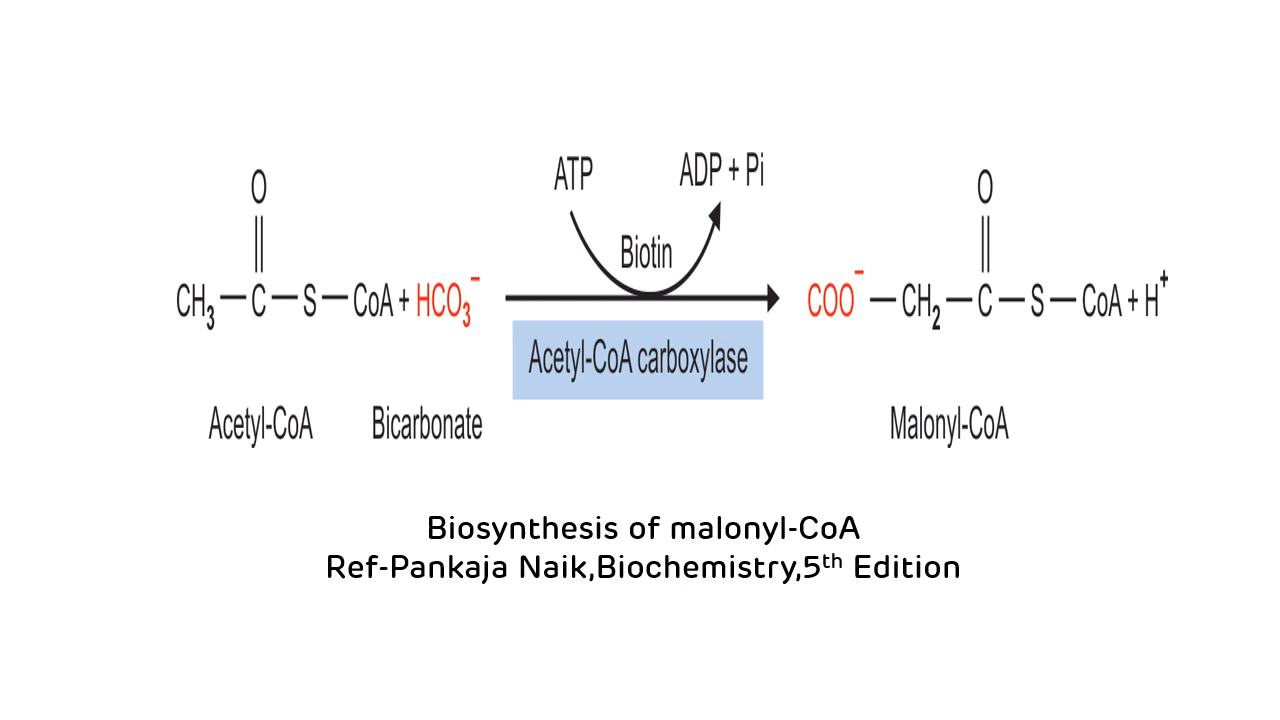 ATP ADP + Pi
O O
Biotin
CH₃ — C — S — CoA + HCO₃⁻ COO⁻ — CH₂ — C — S — CoA + H⁺
Acetyl-CoA carboxylase
Acetyl-CoA Bicarbonate Malonyl-CoA
Biosynthesis of malonyl-CoA
Ref-Pankaja Naik,Biochemistry,5ᵗʰ Edition